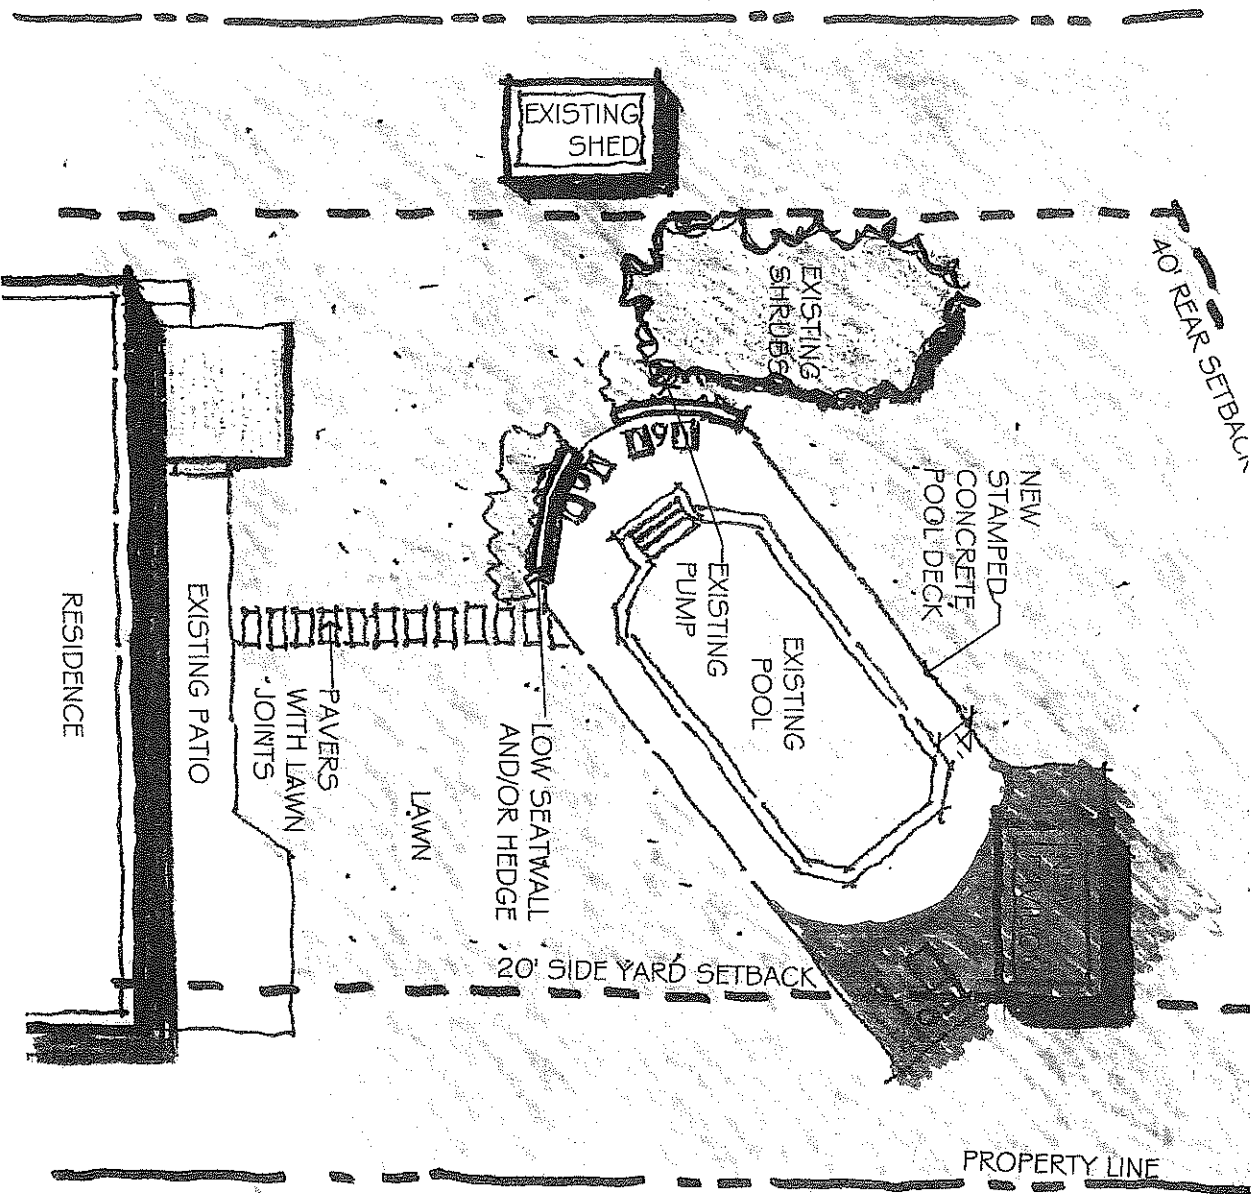 EXISTING
SHED
40' REAR SETBACK
EXISTING
SHRUBS
NEW
STAMPED
CONCRETE
POOL DECK
EXISTING
PUMP
EXISTING
POOL
RESIDENCE
EXISTING PATIO
PAVERS
WITH LAWN
JOINTS
LAWN
LOW SEATWALL
AND/OR HEDGE
20' SIDE YARD SETBACK
PROPERTY LINE